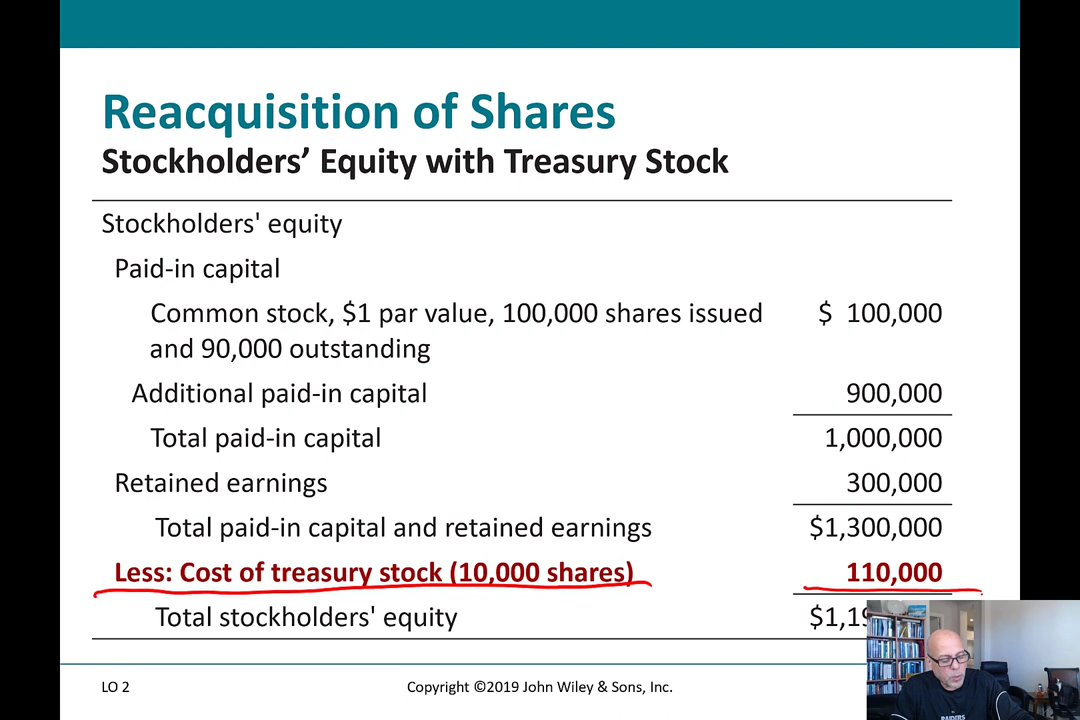 Reacquisition of Shares
Stockholders’ Equity with Treasury Stock
Stockholders' equity
Paid-in capital
Common stock, $1 par value, 100,000 shares issued $ 100,000
and 90,000 outstanding
Additional paid-in capital 900,000
Total paid-in capital 1,000,000
Retained earnings 300,000
Total paid-in capital and retained earnings $1,300,000
Less: Cost of treasury stock (10,000 shares) 110,000
Total stockholders' equity
LO 2 Copyright ©2019 John Wiley & Sons, Inc.
RAIDERS